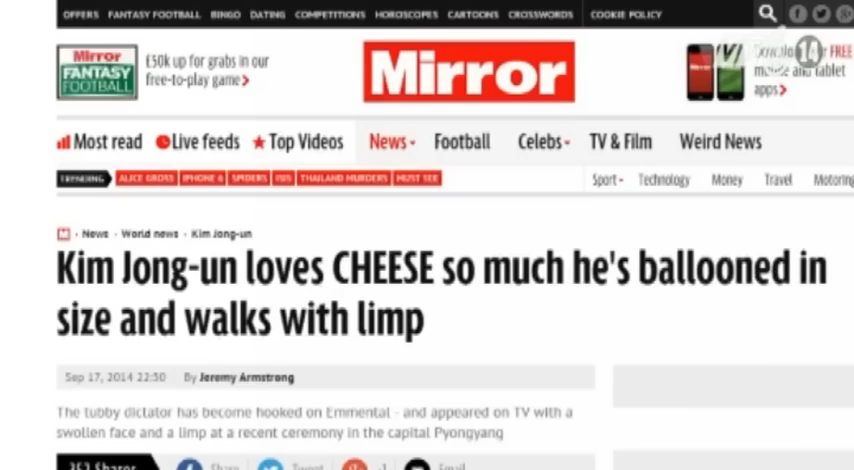 OFFERS FANTASY FOOTBALL BINGO DATING COMPETITIONS HOROSCOPES CARTOONS CROSSWORDS COOKIE POLICY
Mirror
FANTASY
FOOTBALL
£50k up for grabs in our
free-to-play game
Mirror
FREE
and tablet
apps
Most read Live feeds Top Videos News Football Celebs TV & Film Weird News
TRENDING ALICE GROSS IPHONE 6 SPIDERS ISIS THAILAND MURDERS MUST SEE
Sport Technology Money Travel Motoring
News World news Kim Jong-un
Kim Jong-un loves CHEESE so much he's ballooned in
size and walks with limp
Sep 17, 2014 22:30 By Jeremy Armstrong
The tubby dictator has become hooked on Emmental - and appeared on TV with a
swollen face and a limp at a recent ceremony in the capital Pyongyang
Shares Share Tweet +1 Email